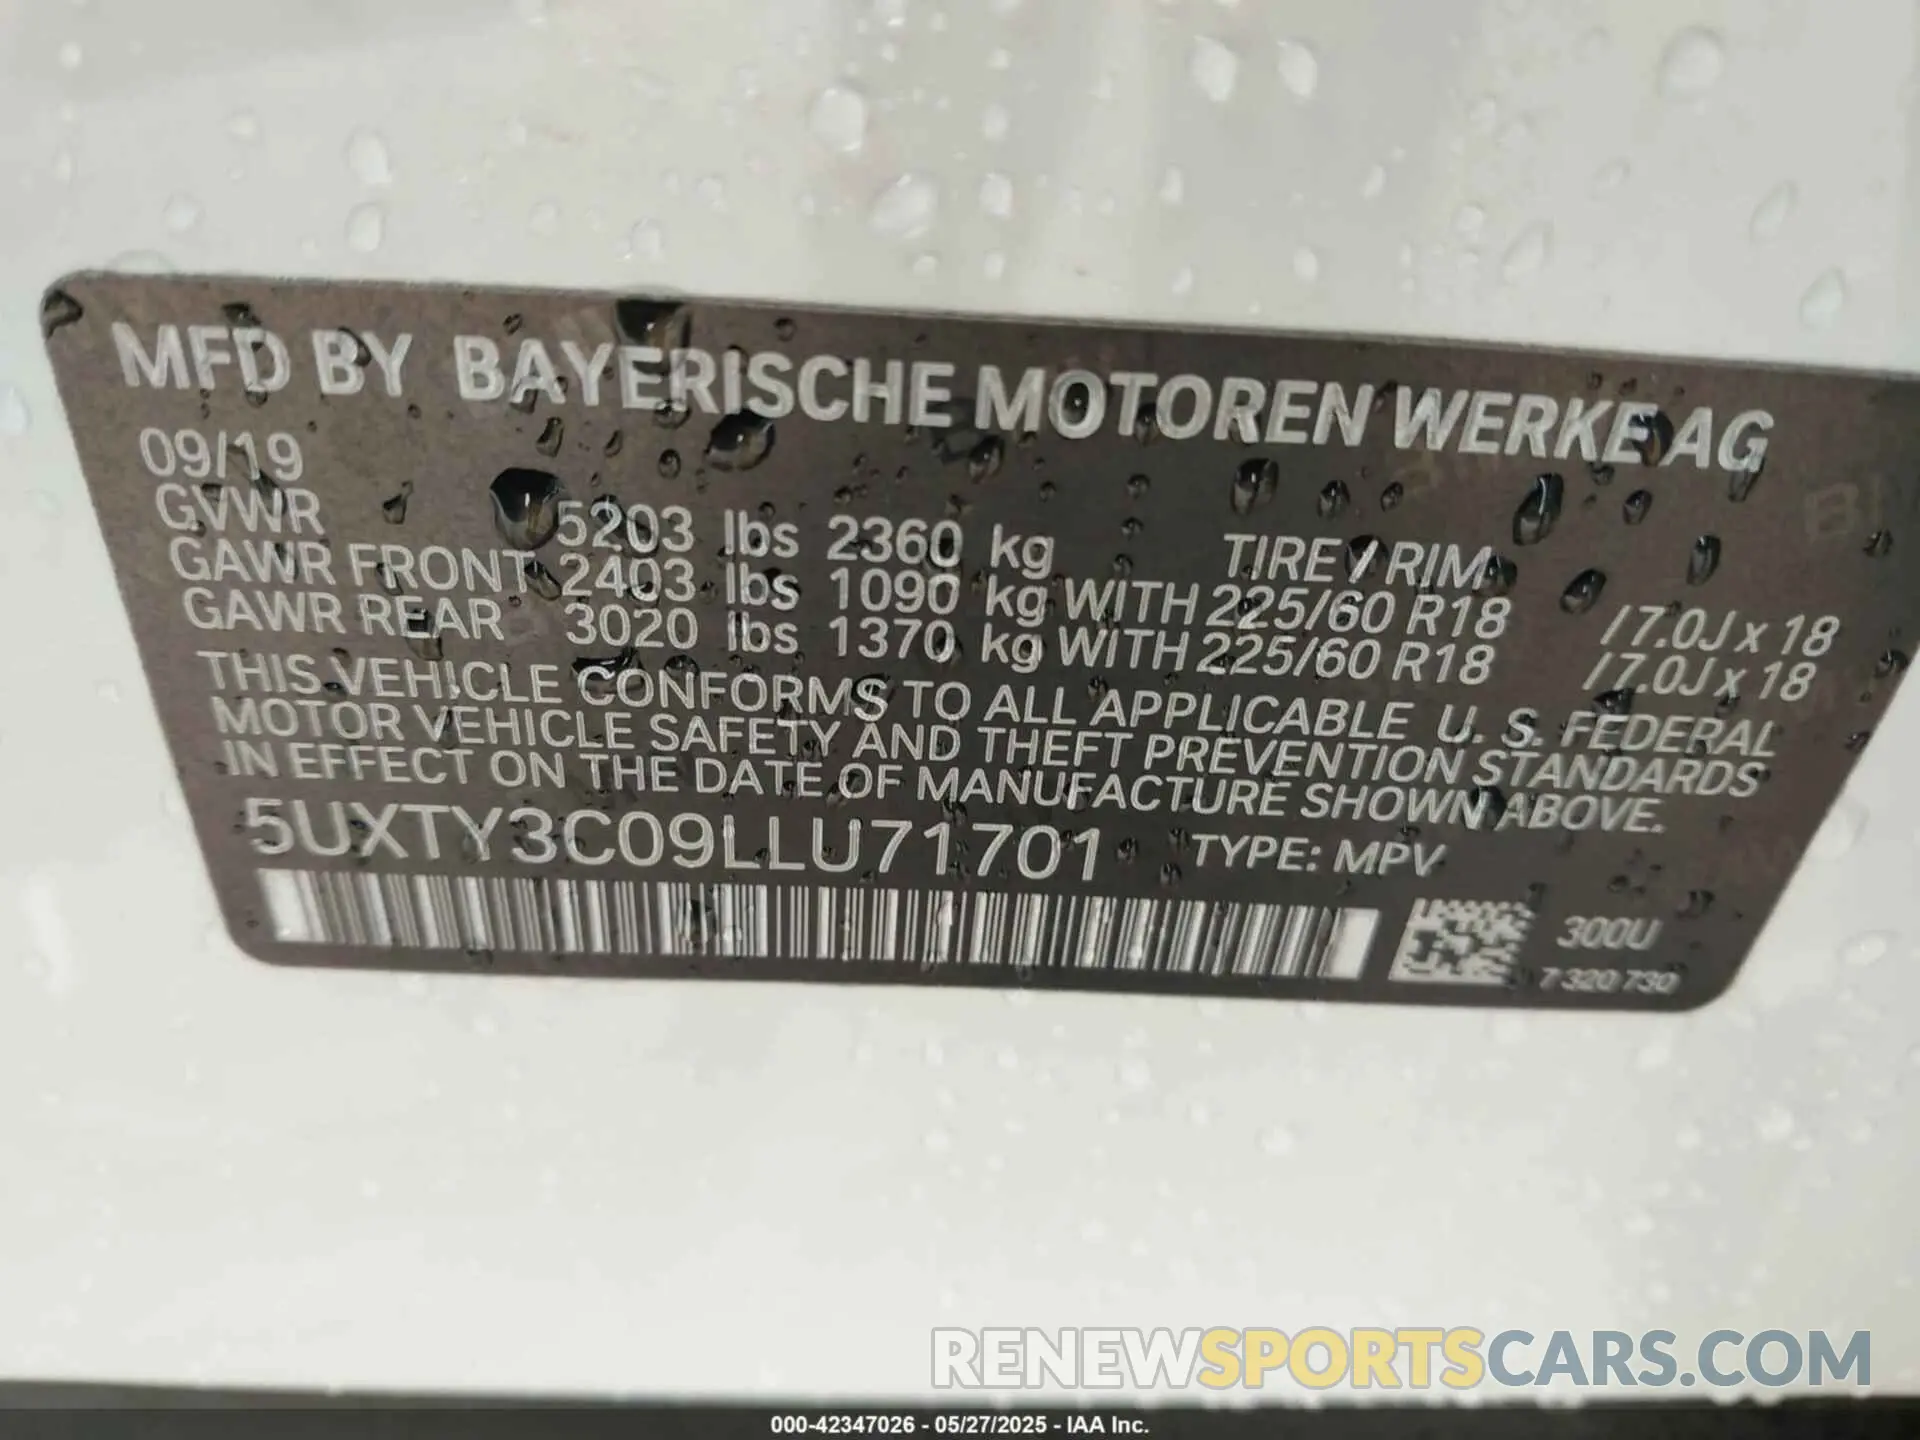 MFD BY BAYERISCHE MOTOREN WERKE AG
09/19
GVWR 5203 lbs 2360 kg TIRE / RIM
GAWR FRONT 2403 lbs 1090 kg WITH 225/60 R18 / 7.0J x 18
GAWR REAR 3020 lbs 1370 kg WITH 225/60 R18 / 7.0J x 18
THIS VEHICLE CONFORMS TO ALL APPLICABLE U. S. FEDERAL
MOTOR VEHICLE SAFETY AND THEFT PREVENTION STANDARDS
IN EFFECT ON THE DATE OF MANUFACTURE SHOWN ABOVE.
5UXTY3C09LLU71701 TYPE: MPV
300U
7 320 730
RENEWSPORTSCARS.COM
000-42347026 - 05/27/2025 - IAA Inc.